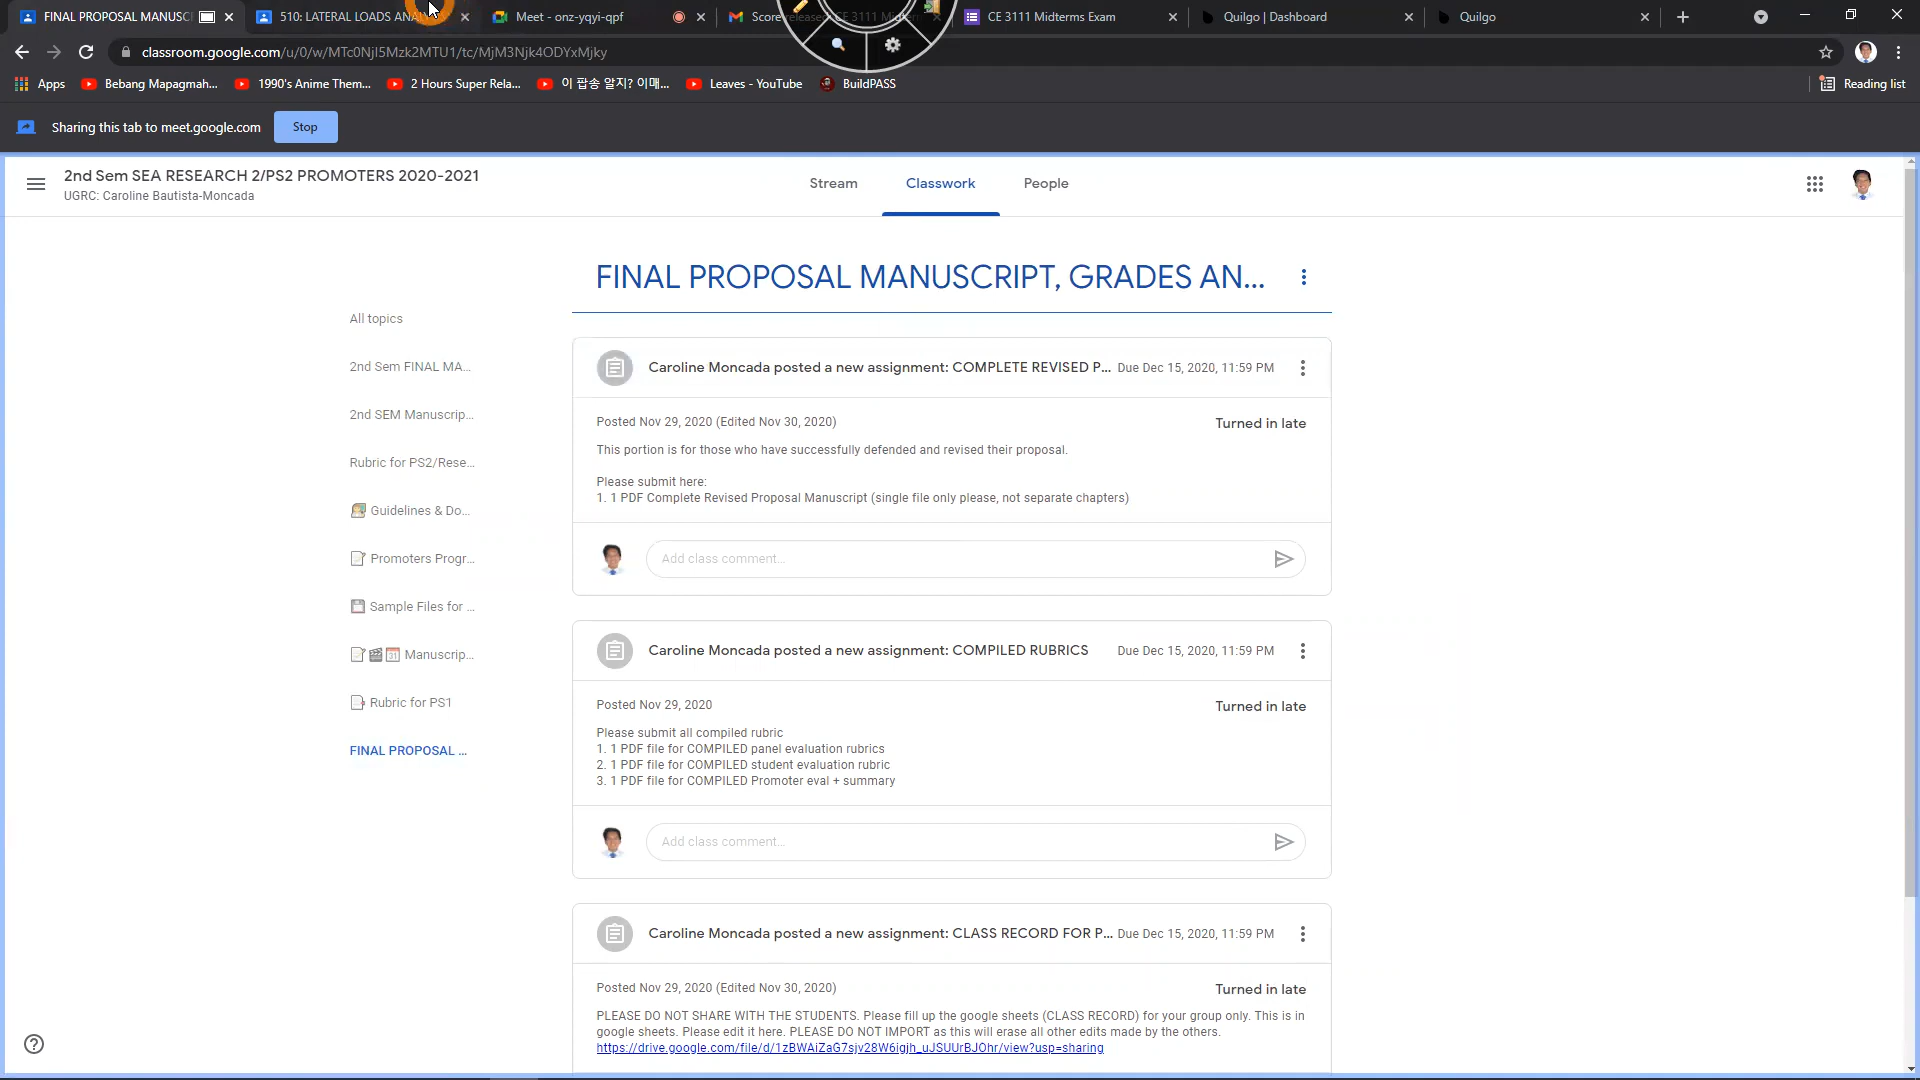 FINAL PROPOSAL MANUSC
510: LATERAL LOADS ANA
Meet - onz-yqyi-qpf
Score released: CE 3111
CE 3111 Midterms Exam
Quilgo | Dashboard
Quilgo
classroom.google.com/u/0/w/MTc0NjI5Mzk2MTU1/tc/MjM3Njk4ODYxMjky
Apps
Bebang Mapagmah...
1990's Anime Them...
2 Hours Super Rela...
이 팝송 알지? 이매...
Leaves - YouTube
BuildPASS
Reading list
Sharing this tab to meet.google.com
Stop
2nd Sem SEA RESEARCH 2/PS2 PROMOTERS 2020-2021
UGRC: Caroline Bautista-Moncada
Stream
Classwork
People
FINAL PROPOSAL MANUSCRIPT, GRADES AN...
All topics
2nd Sem FINAL MA...
2nd SEM Manuscrip...
Rubric for PS2/Rese...
Guidelines & Do...
Promoters Progr...
Sample Files for ...
Manuscrip...
Rubric for PS1
FINAL PROPOSAL ...
Caroline Moncada posted a new assignment: COMPLETE REVISED P...
Due Dec 15, 2020, 11:59 PM
Posted Nov 29, 2020 (Edited Nov 30, 2020)
Turned in late
This portion is for those who have successfully defended and revised their proposal.
Please submit here:
1. 1 PDF Complete Revised Proposal Manuscript (single file only please, not separate chapters)
Add class comment...
Caroline Moncada posted a new assignment: COMPILED RUBRICS
Due Dec 15, 2020, 11:59 PM
Posted Nov 29, 2020
Turned in late
Please submit all compiled rubric
1. 1 PDF file for COMPILED panel evaluation rubrics
2. 1 PDF file for COMPILED student evaluation rubric
3. 1 PDF file for COMPILED Promoter eval + summary
Add class comment...
Caroline Moncada posted a new assignment: CLASS RECORD FOR P...
Due Dec 15, 2020, 11:59 PM
Posted Nov 29, 2020 (Edited Nov 30, 2020)
Turned in late
PLEASE DO NOT SHARE WITH THE STUDENTS. Please fill up the google sheets (CLASS RECORD) for your group only. This is in
google sheets. Please edit it here. PLEASE DO NOT IMPORT as this will erase all other edits made by the others.
https://drive.google.com/file/d/1zBWAiZaG7sjv28W6igjh_uJSUUrBJOhr/view?usp=sharing